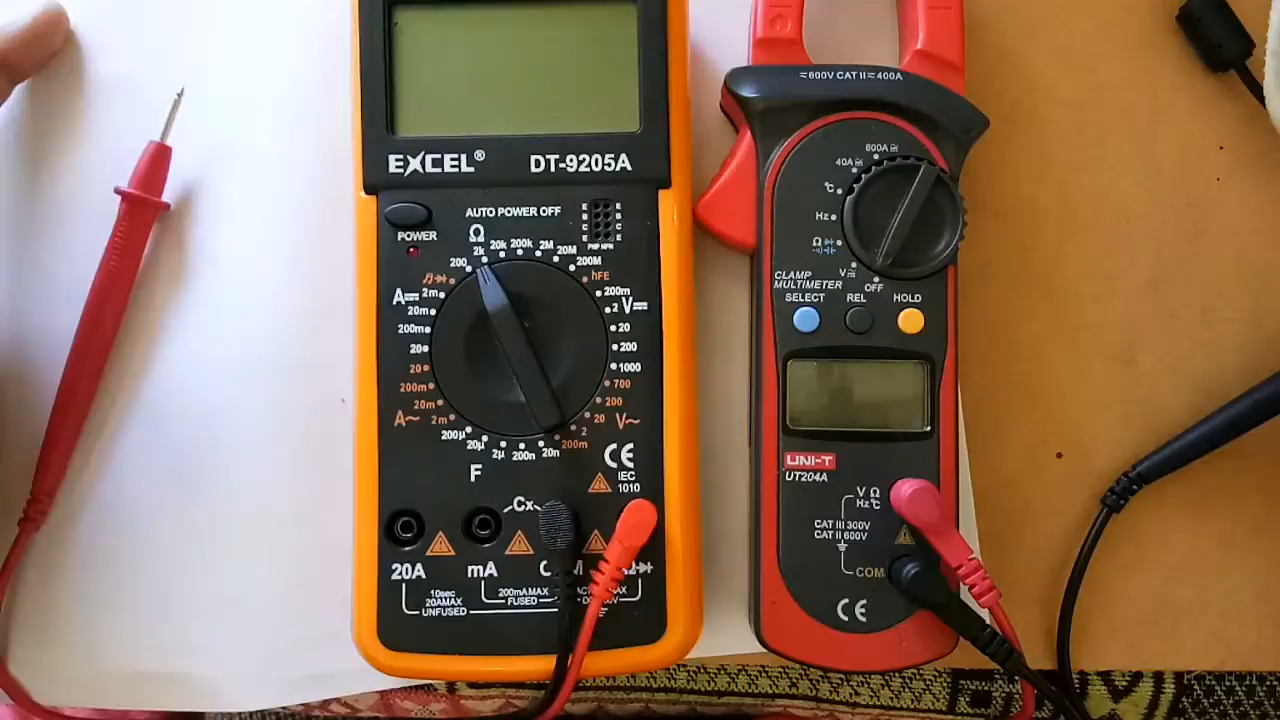 EXCEL® DT-9205A
AUTO POWER OFF
POWER
Ω
200 2k 20k 200k 2M 20M 200M
hFE
E B C E
E B C E
PNP NPN
A⎓
2m
20m
200m
20
20
200m
20m
2m
A~
200m V⎓
2
20
200
1000
700
200
20 V~
2
200m
200µ 20µ 2µ 200n 20n
F
CE
IEC
1010
Cx
20A mA
10sec
20AMAX
UNFUSED
200mA MAX
FUSED
≂600V CAT II ≂400A
600A≂
40A≂
°C
Hz
Ω
V≂
OFF
CLAMP
MULTIMETER
SELECT REL HOLD
UNI-T
UT204A
V Ω
Hz°C
CAT III 300V
CAT II 600V
COM
CE